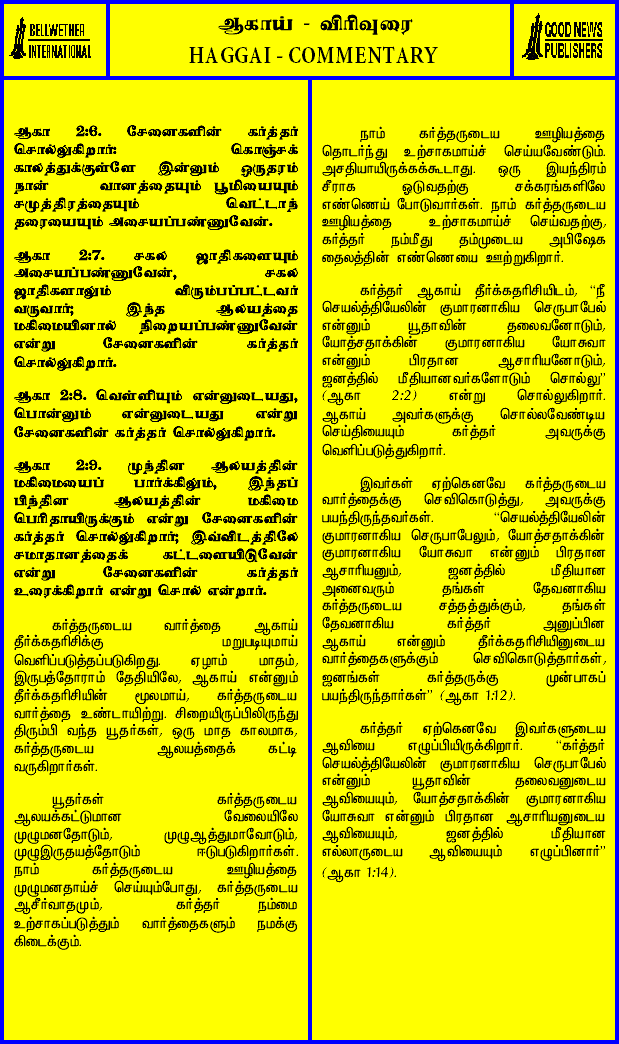 BELLWETHER
INTERNATIONAL
ஆகாய் - விரிவுரை
HAGGAI - COMMENTARY
GOOD NEWS
PUBLISHERS
ஆகா 2:6. சேனைகளின் கர்த்தர்
சொல்லுகிறார்: கொஞ்சக்
காலத்துக்குள்ளே இன்னும் ஒருதரம்
நான் வானத்தையும் பூமியையும்
சமுத்திரத்தையும் வெட்டாந்
தரையையும் அசையப்பண்ணுவேன்.
ஆகா 2:7. சகல ஜாதிகளையும்
அசையப்பண்ணுவேன், சகல
ஜாதிகளாலும் விரும்பப்பட்டவர்
வருவார்; இந்த ஆலயத்தை
மகிமையினால் நிறையப்பண்ணுவேன்
என்று சேனைகளின் கர்த்தர்
சொல்லுகிறார்.
ஆகா 2:8. வெள்ளியும் என்னுடையது,
பொன்னும் என்னுடையது என்று
சேனைகளின் கர்த்தர் சொல்லுகிறார்.
ஆகா 2:9. முந்தின ஆலயத்தின்
மகிமையைப் பார்க்கிலும், இந்தப்
பிந்தின ஆலயத்தின் மகிமை
பெரிதாயிருக்கும் என்று சேனைகளின்
கர்த்தர் சொல்லுகிறார்; இவ்விடத்திலே
சமாதானத்தைக் கட்டளையிடுவேன்
என்று சேனைகளின் கர்த்தர்
உரைக்கிறார் என்று சொல் என்றார்.
கர்த்தருடைய வார்த்தை ஆகாய்
தீர்க்கதரிசிக்கு மறுபடியுமாய்
வெளிப்படுத்தப்படுகிறது. ஏழாம் மாதம்,
இருபத்தோராம் தேதியிலே, ஆகாய் என்னும்
தீர்க்கதரிசியின் மூலமாய், கர்த்தருடைய
வார்த்தை உண்டாயிற்று. சிறையிருப்பிலிருந்து
திரும்பி வந்த யூதர்கள், ஒரு மாத காலமாக,
கர்த்தருடைய ஆலயத்தைக் கட்டி
வருகிறார்கள்.
யூதர்கள் கர்த்தருடைய
ஆலயக்கட்டுமான வேலையிலே
முழுமனதோடும், முழுஆத்துமாவோடும்,
முழுஇருதயத்தோடும் ஈடுபடுகிறார்கள்.
நாம் கர்த்தருடைய ஊழியத்தை
முழுமனதாய்ச் செய்யும்போது, கர்த்தருடைய
ஆசீர்வாதமும், கர்த்தர் நம்மை
உற்சாகப்படுத்தும் வார்த்தைகளும் நமக்கு
கிடைக்கும்.
நாம் கர்த்தருடைய ஊழியத்தை
தொடர்ந்து உற்சாகமாய்ச் செய்யவேண்டும்.
அசதியாயிருக்கக்கூடாது. ஒரு இயந்திரம்
சீராக ஓடுவதற்கு சக்கரங்களிலே
எண்ணெய் போடுவார்கள். நாம் கர்த்தருடைய
ஊழியத்தை உற்சாகமாய்ச் செய்வதற்கு,
கர்த்தர் நம்மீது தம்முடைய அபிஷேக
தைலத்தின் எண்ணெயை ஊற்றுகிறார்.
கர்த்தர் ஆகாய் தீர்க்கதரிசியிடம், “நீ
செயல்த்தியேலின் குமாரனாகிய செருபாபேல்
என்னும் யூதாவின் தலைவனோடும்,
யோத்சதாக்கின் குமாரனாகிய யோசுவா
என்னும் பிரதான ஆசாரியனோடும்,
ஜனத்தில் மீதியானவர்களோடும் சொல்லு”
(ஆகா 2:2) என்று சொல்லுகிறார்.
ஆகாய் அவர்களுக்கு சொல்லவேண்டிய
செய்தியையும் கர்த்தர் அவருக்கு
வெளிப்படுத்துகிறார்.
இவர்கள் ஏற்கெனவே கர்த்தருடைய
வார்த்தைக்கு செவிகொடுத்து, அவருக்கு
பயந்திருந்தவர்கள். “செயல்த்தியேலின்
குமாரனாகிய செருபாபேலும், யோத்சதாக்கின்
குமாரனாகிய யோசுவா என்னும் பிரதான
ஆசாரியனும், ஜனத்தில் மீதியான
அனைவரும் தங்கள் தேவனாகிய
கர்த்தருடைய சத்தத்துக்கும், தங்கள்
தேவனாகிய கர்த்தர் அனுப்பின
ஆகாய் என்னும் தீர்க்கதரிசியினுடைய
வார்த்தைகளுக்கும் செவிகொடுத்தார்கள்,
ஜனங்கள் கர்த்தருக்கு முன்பாகப்
பயந்திருந்தார்கள்” (ஆகா 1:12).
கர்த்தர் ஏற்கெனவே இவர்களுடைய
ஆவியை எழுப்பியிருக்கிறார். “கர்த்தர்
செயல்த்தியேலின் குமாரனாகிய செருபாபேல்
என்னும் யூதாவின் தலைவனுடைய
ஆவியையும், யோத்சதாக்கின் குமாரனாகிய
யோசுவா என்னும் பிரதான ஆசாரியனுடைய
ஆவியையும், ஜனத்தில் மீதியான
எல்லாருடைய ஆவியையும் எழுப்பினார்”
(ஆகா 1:14).